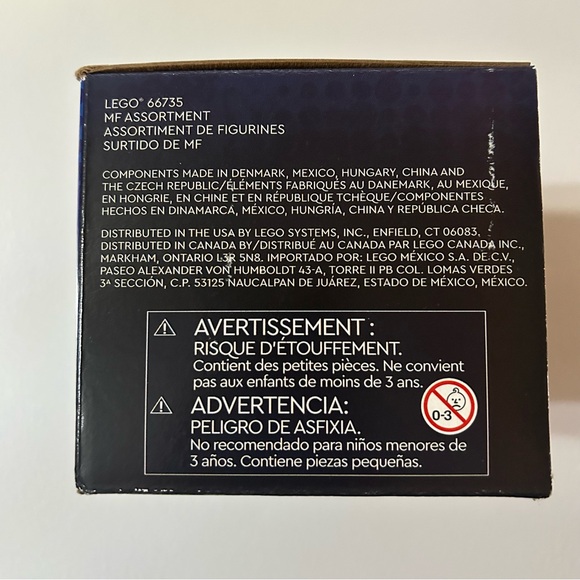 LEGO® 66735
MF ASSORTMENT
ASSORTIMENT DE FIGURINES
SURTIDO DE MF
COMPONENTS MADE IN DENMARK, MEXICO, HUNGARY, CHINA AND
THE CZECH REPUBLIC/ÉLÉMENTS FABRIQUÉS AU DANEMARK, AU MEXIQUE,
EN HONGRIE, EN CHINE ET EN RÉPUBLIQUE TCHÈQUE/COMPONENTES
HECHOS EN DINAMARCA, MÉXICO, HUNGRÍA, CHINA Y REPÚBLICA CHECA.
DISTRIBUTED IN THE USA BY LEGO SYSTEMS, INC., ENFIELD, CT 06083.
DISTRIBUTED IN CANADA BY/DISTRIBUÉ AU CANADA PAR LEGO CANADA INC.,
MARKHAM, ONTARIO L3R 5N8. IMPORTADO POR: LEGO MÉXICO S.A. DE C.V.,
PASEO ALEXANDER VON HUMBOLDT 43-A, TORRE II PB COL. LOMAS VERDES
3ª SECCIÓN, C.P. 53125 NAUCALPAN DE JUÁREZ, ESTADO DE MÉXICO, MÉXICO.
AVERTISSEMENT :
RISQUE D'ÉTOUFFEMENT.
Contient des petites pièces. Ne convient
pas aux enfants de moins de 3 ans.
ADVERTENCIA:
PELIGRO DE ASFIXIA.
No recomendado para niños menores de
3 años. Contiene piezas pequeñas.
0-3